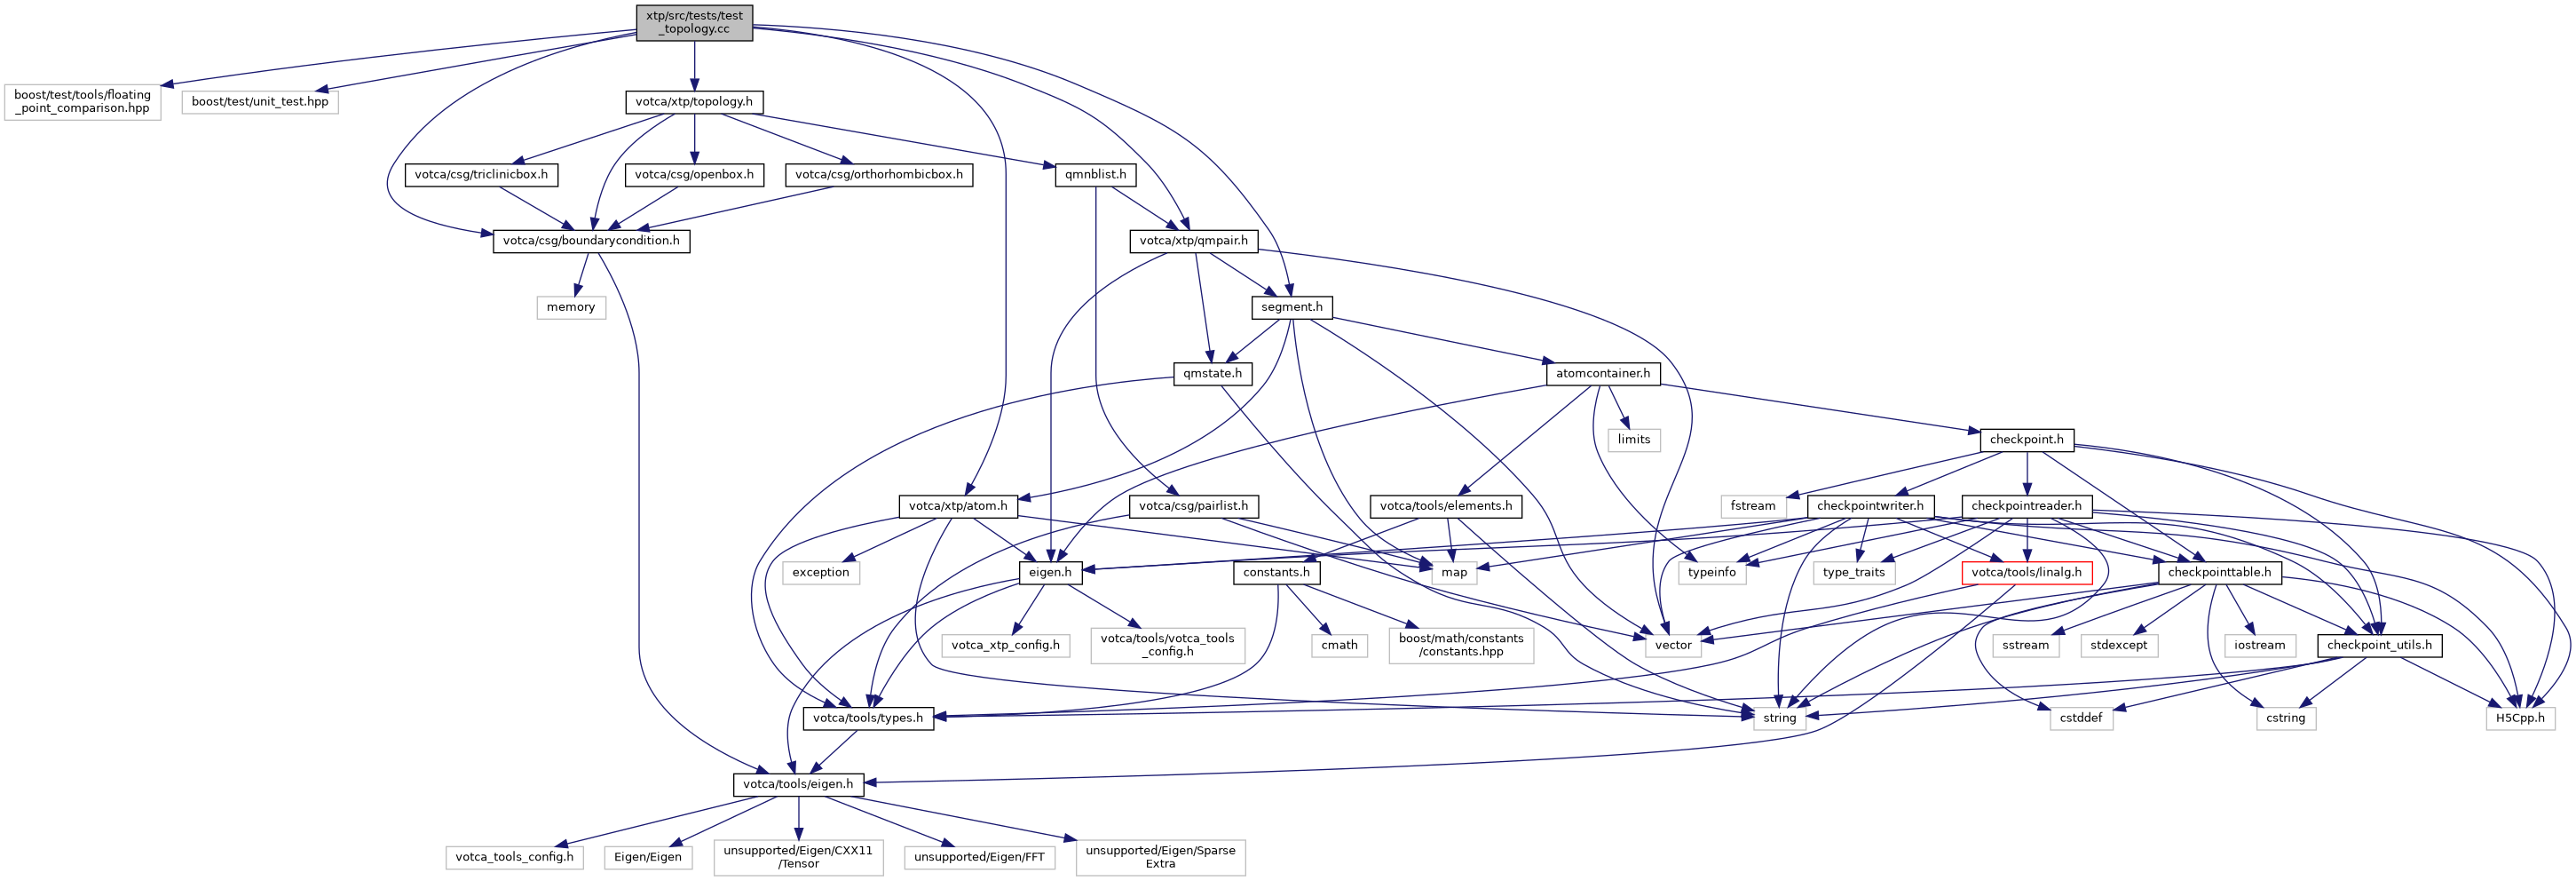 xtp/src/tests/test
_topology.cc
boost/test/tools/floating
_point_comparison.hpp
boost/test/unit_test.hpp
votca/xtp/topology.h
votca/csg/triclinicbox.h
votca/csg/openbox.h
votca/csg/orthorhombicbox.h
qmnblist.h
votca/csg/boundarycondition.h
votca/xtp/qmpair.h
memory
segment.h
qmstate.h
atomcontainer.h
limits
checkpoint.h
votca/xtp/atom.h
votca/csg/pairlist.h
votca/tools/elements.h
fstream
checkpointwriter.h
checkpointreader.h
exception
eigen.h
constants.h
map
typeinfo
type_traits
votca/tools/linalg.h
checkpointtable.h
votca_xtp_config.h
votca/tools/votca_tools
_config.h
cmath
boost/math/constants
/constants.hpp
vector
sstream
stdexcept
iostream
checkpoint_utils.h
votca/tools/types.h
string
cstddef
cstring
H5Cpp.h
votca/tools/eigen.h
votca_tools_config.h
Eigen/Eigen
unsupported/Eigen/CXX11
/Tensor
unsupported/Eigen/FFT
unsupported/Eigen/Sparse
Extra